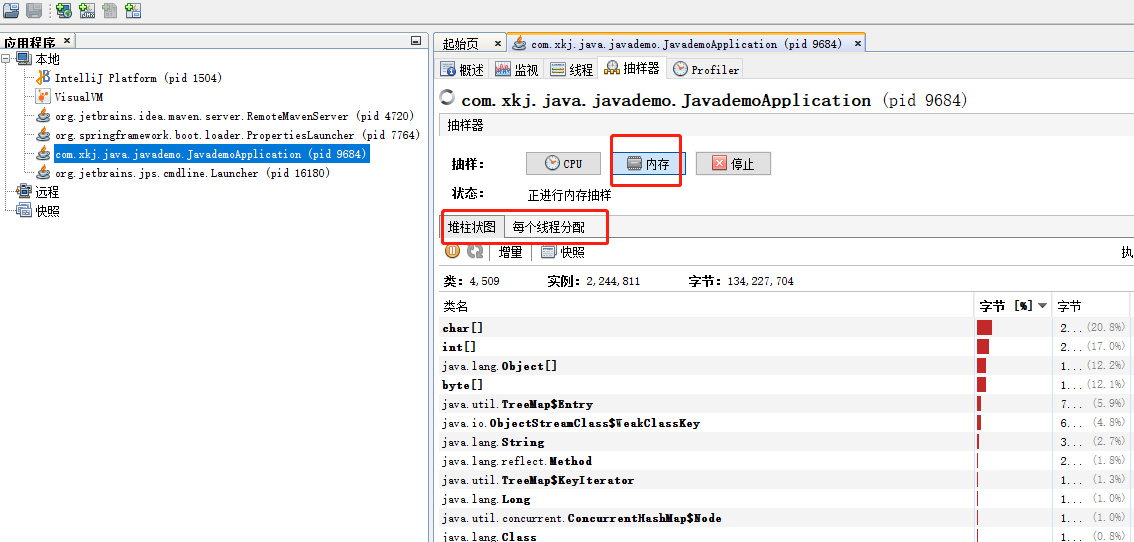 应用程序 ×
本地
IntelliJ Platform (pid 1504)
VisualVM
org.jetbrains.idea.maven.server.RemoteMavenServer (pid 4720)
org.springframework.boot.loader.PropertiesLauncher (pid 7764)
com.xkj.java.javademo.JavademoApplication (pid 9684)
org.jetbrains.jps.cmdline.Launcher (pid 16180)
远程
快照
起始页 × com.xkj.java.javademo.JavademoApplication (pid 9684) ×
概述 监视 线程 抽样器 Profiler
com.xkj.java.javademo.JavademoApplication (pid 9684)
抽样器
抽样: CPU 内存 停止
状态: 正进行内存抽样
堆柱状图 每个线程分配
增量 快照 执
类: 4,509 实例: 2,244,811 字节: 134,227,704
类名 字节 [%] 字节
char[] 2... (20.8%)
int[] 2... (17.0%)
java.lang.Object[] 1... (12.2%)
byte[] 1... (12.1%)
java.util.TreeMap$Entry 7... (5.9%)
java.io.ObjectStreamClass$WeakClassKey 6... (4.8%)
java.lang.String 3... (2.7%)
java.lang.reflect.Method 2... (1.8%)
java.util.TreeMap$KeyIterator 1... (1.3%)
java.lang.Long 1... (1.0%)
java.util.concurrent.ConcurrentHashMap$Node 1... (1.0%)
java.lang.Class 1... (0.8%)